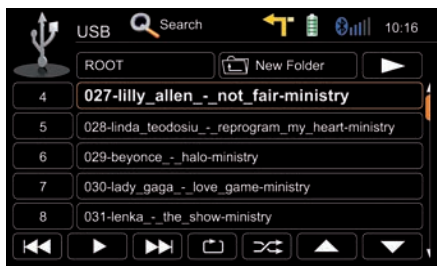 USB Search 10:16
ROOT New Folder
4 027-lilly_allen_-_not_fair-ministry
5 028-linda_teodosiu_-_reprogram_my_heart-ministry
6 029-beyonce_-_halo-ministry
7 030-lady_gaga_-_love_game-ministry
8 031-lenka_-_the_show-ministry